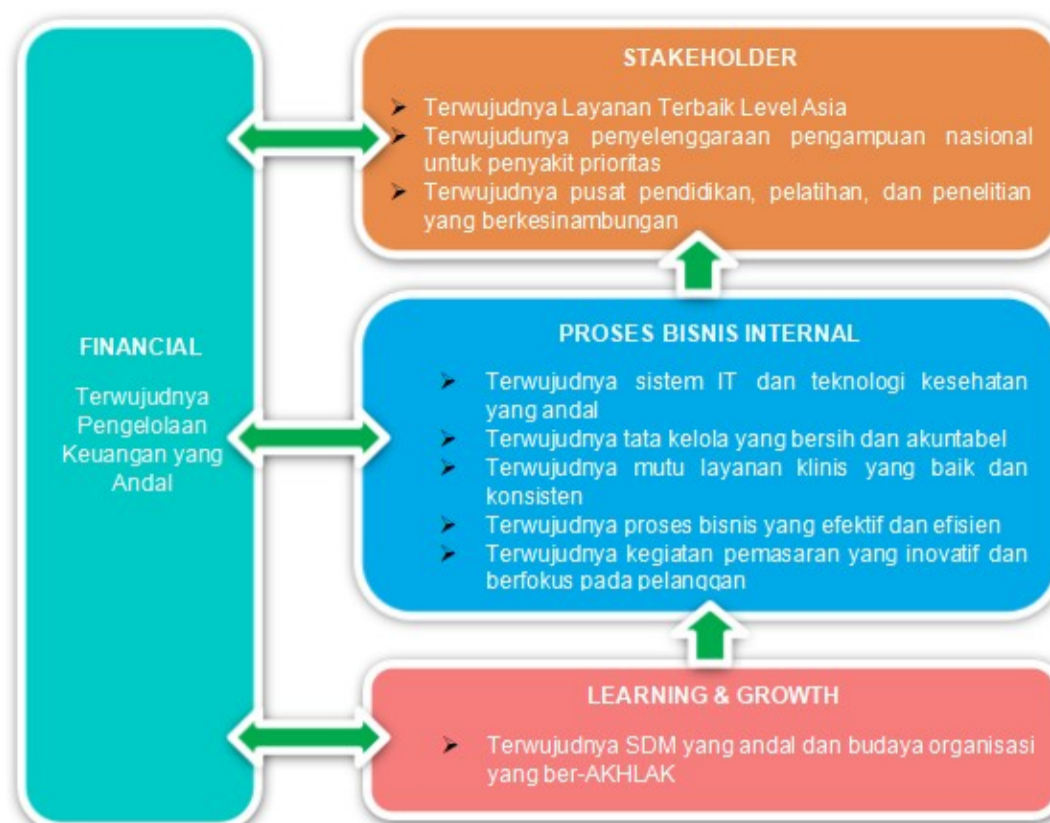 FINANCIAL
Terwujudnya
Pengelolaan
Keuangan yang
Andal
STAKEHOLDER
➤ Terwujudnya Layanan Terbaik Level Asia
➤ Terwujudunya penyelenggaraan pengampuan nasional
untuk penyakit prioritas
➤ Terwujudnya pusat pendidikan, pelatihan, dan penelitian
yang berkesinambungan
PROSES BISNIS INTERNAL
➤ Terwujudnya sistem IT dan teknologi kesehatan
yang andal
➤ Terwujudnya tata kelola yang bersih dan akuntabel
➤ Terwujudnya mutu layanan klinis yang baik dan
konsisten
➤ Terwujudnya proses bisnis yang efektif dan efisien
➤ Terwujudnya kegiatan pemasaran yang inovatif dan
berfokus pada pelanggan
LEARNING & GROWTH
➤ Terwujudnya SDM yang andal dan budaya organisasi
yang ber-AKHLAK